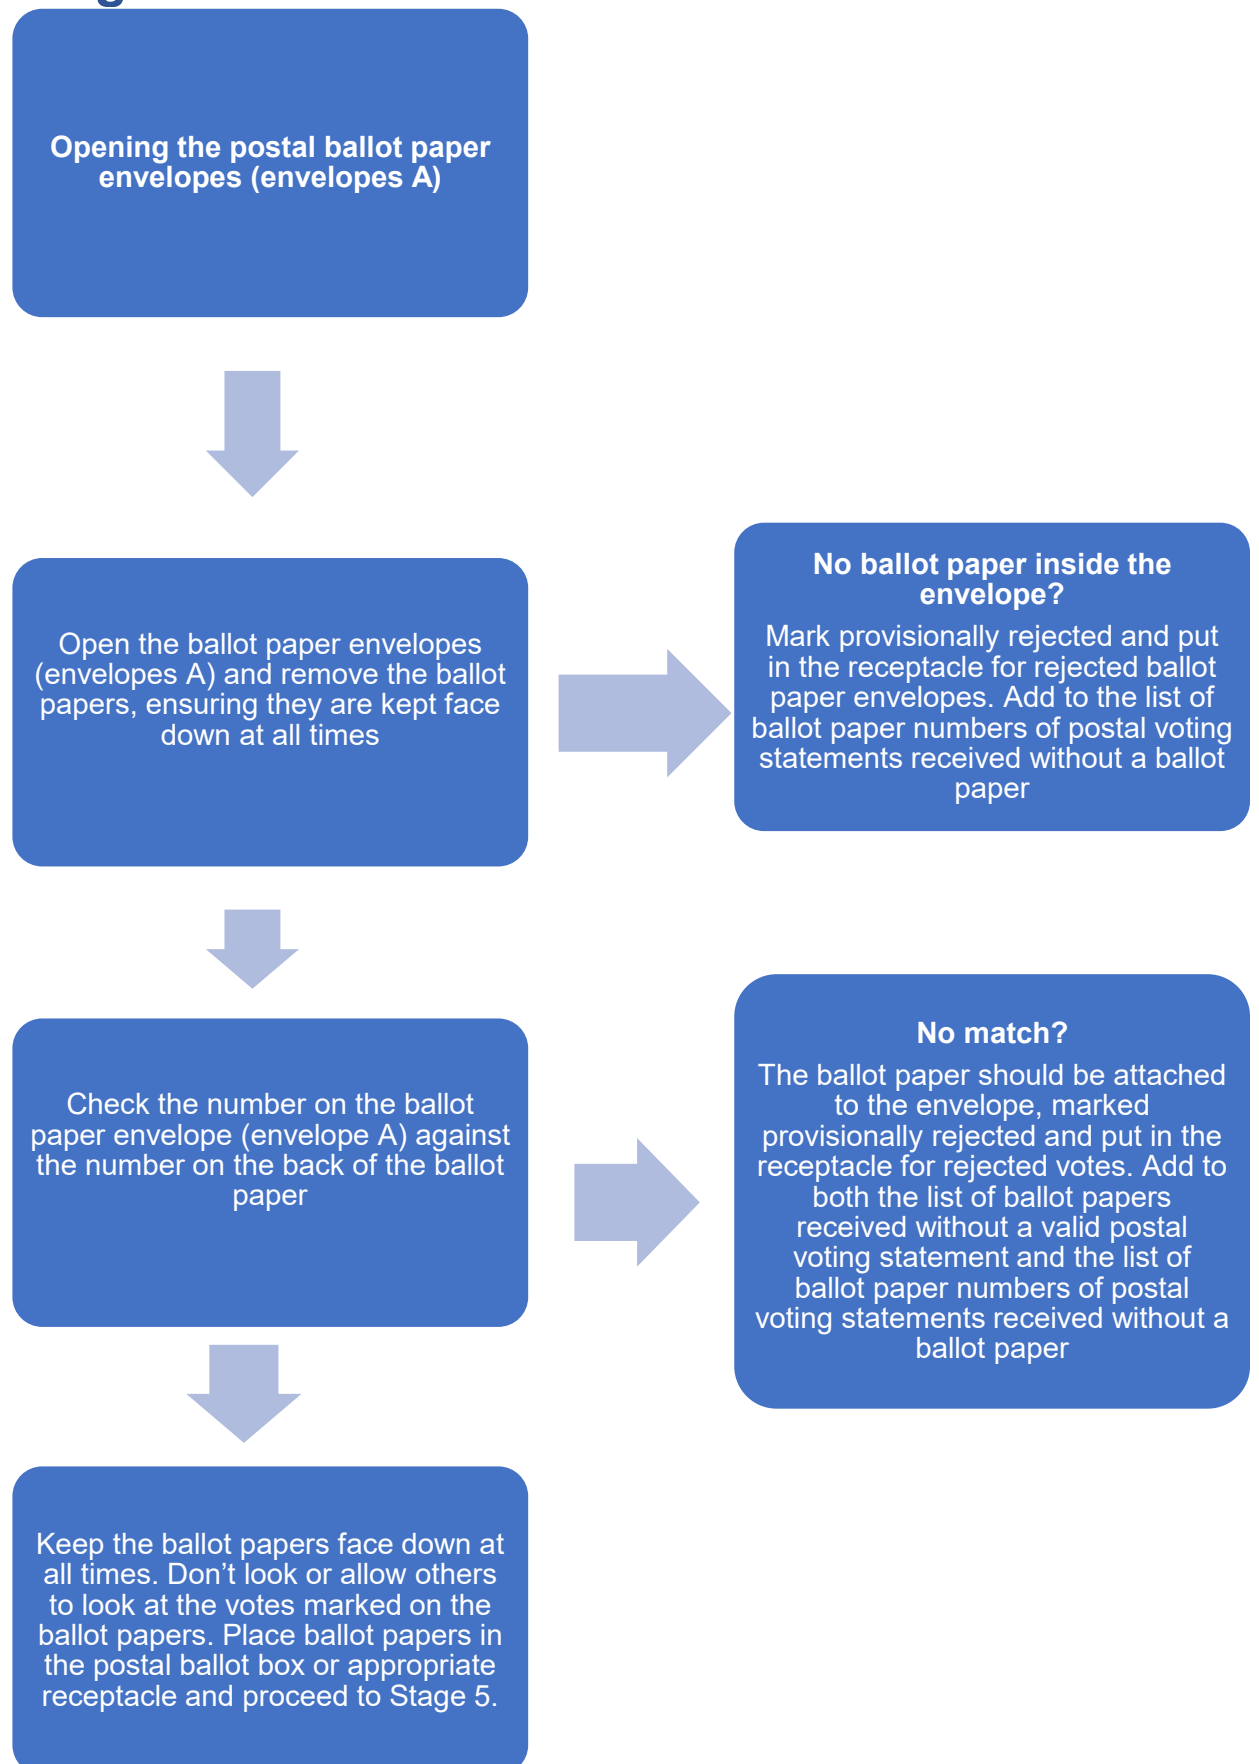 Opening the postal ballot paper
envelopes (envelopes A)
Open the ballot paper envelopes
(envelopes A) and remove the ballot
papers, ensuring they are kept face
down at all times
No ballot paper inside the
envelope?
Mark provisionally rejected and put
in the receptacle for rejected ballot
paper envelopes. Add to the list of
ballot paper numbers of postal voting
statements received without a ballot
paper
Check the number on the ballot
paper envelope (envelope A) against
the number on the back of the ballot
paper
No match?
The ballot paper should be attached
to the envelope, marked
provisionally rejected and put in the
receptacle for rejected votes. Add to
both the list of ballot papers
received without a valid postal
voting statement and the list of
ballot paper numbers of postal
voting statements received without a
ballot paper
Keep the ballot papers face down at
all times. Don’t look or allow others
to look at the votes marked on the
ballot papers. Place ballot papers in
the postal ballot box or appropriate
receptacle and proceed to Stage 5.